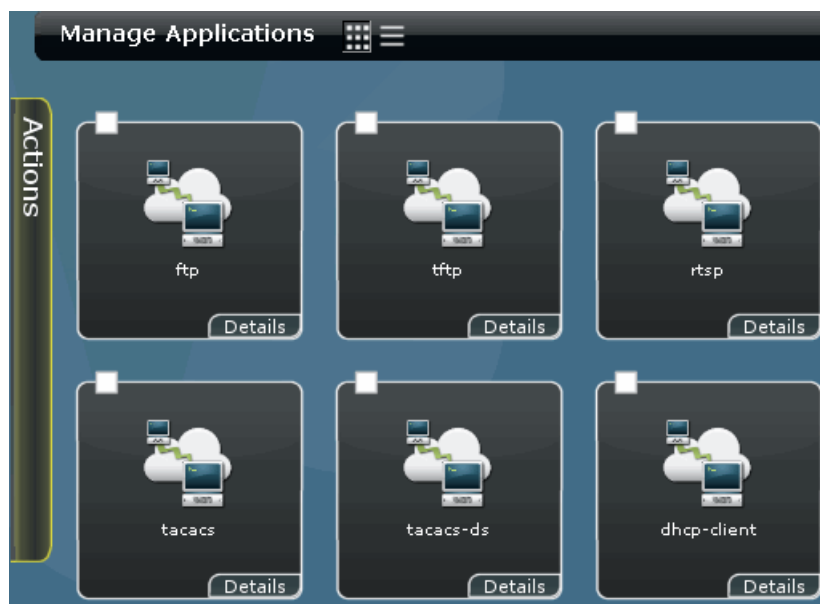 Manage Applications
Actions
ftp
tftp
rtsp
Details
Details
Details
tacacs
tacacs-ds
dhcp-client
Details
Details
Details